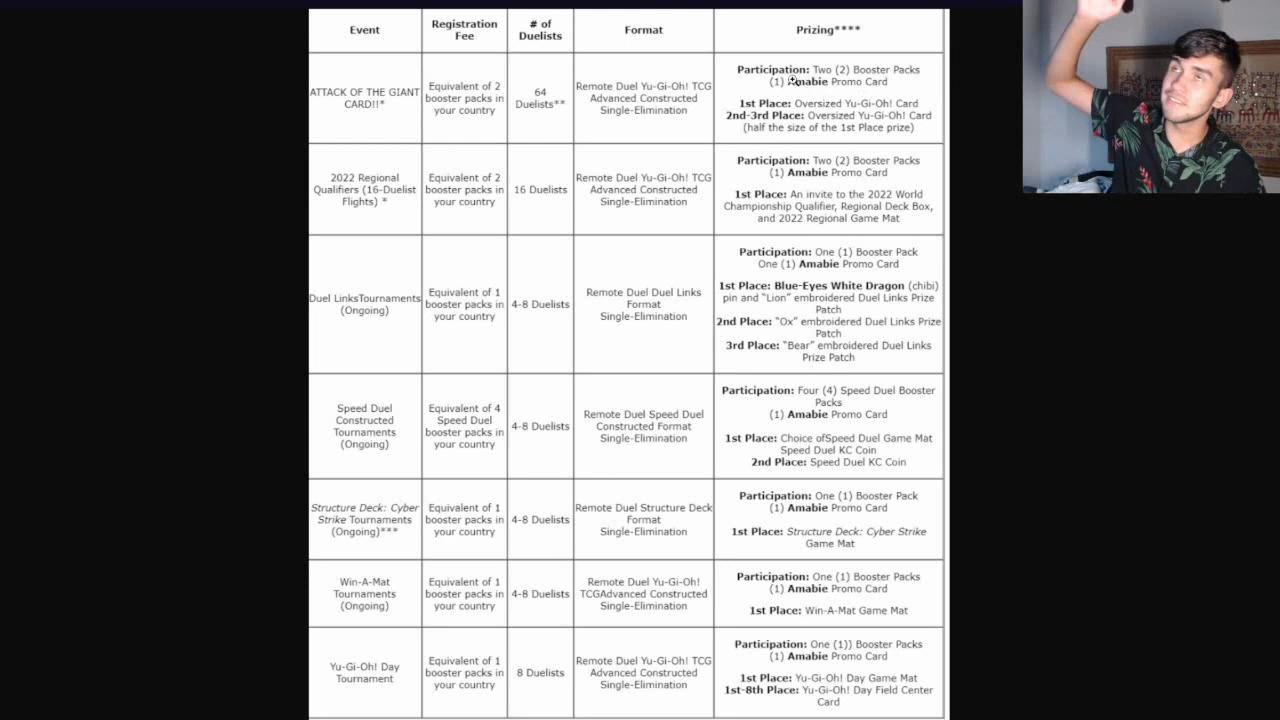 Event
Registration
Fee
# of
Duelists
Format
Prizing****
ATTACK OF THE GIANT
CARD!!*
Equivalent of 2
booster packs in
your country
64
Duelists**
Remote Duel Yu-Gi-Oh! TCG
Advanced Constructed
Single-Elimination
Participation: Two (2) Booster Packs
(1) Amabie Promo Card
1st Place: Oversized Yu-Gi-Oh! Card
2nd-3rd Place: Oversized Yu-Gi-Oh! Card
(half the size of the 1st Place prize)
2022 Regional
Qualifiers (16-Duelist
Flights) *
Equivalent of 2
booster packs in
your country
16 Duelists
Remote Duel Yu-Gi-Oh! TCG
Advanced Constructed
Single-Elimination
Participation: Two (2) Booster Packs
(1) Amabie Promo Card
1st Place: An invite to the 2022 World
Championship Qualifier, Regional Deck Box,
and 2022 Regional Game Mat
Duel LinksTournaments
(Ongoing)
Equivalent of 1
booster packs in
your country
4-8 Duelists
Remote Duel Duel Links
Format
Single-Elimination
Participation: One (1) Booster Pack
One (1) Amabie Promo Card
1st Place: Blue-Eyes White Dragon (chibi)
pin and “Lion” embroidered Duel Links Prize
Patch
2nd Place: “Ox” embroidered Duel Links Prize
Patch
3rd Place: “Bear” embroidered Duel Links
Prize Patch
Speed Duel
Constructed
Tournaments
(Ongoing)
Equivalent of 4
Speed Duel
booster packs in
your country
4-8 Duelists
Remote Duel Speed Duel
Constructed Format
Single-Elimination
Participation: Four (4) Speed Duel Booster
Packs
(1) Amabie Promo Card
1st Place: Choice ofSpeed Duel Game Mat
Speed Duel KC Coin
2nd Place: Speed Duel KC Coin
Structure Deck: Cyber
Strike Tournaments
(Ongoing)***
Equivalent of 1
booster packs in
your country
4-8 Duelists
Remote Duel Structure Deck
Format
Single-Elimination
Participation: One (1) Booster Pack
(1) Amabie Promo Card
1st Place: Structure Deck: Cyber Strike
Game Mat
Win-A-Mat
Tournaments
(Ongoing)
Equivalent of 1
booster packs in
your country
4-8 Duelists
Remote Duel Yu-Gi-Oh!
TCGAdvanced Constructed
Single-Elimination
Participation: One (1) Booster Packs
(1) Amabie Promo Card
1st Place: Win-A-Mat Game Mat
Yu-Gi-Oh! Day
Tournament
Equivalent of 1
booster packs in
your country
8 Duelists
Remote Duel Yu-Gi-Oh! TCG
Advanced Constructed
Single-Elimination
Participation: One (1)) Booster Packs
(1) Amabie Promo Card
1st Place: Yu-Gi-Oh! Day Game Mat
1st-8th Place: Yu-Gi-Oh! Day Field Center
Card